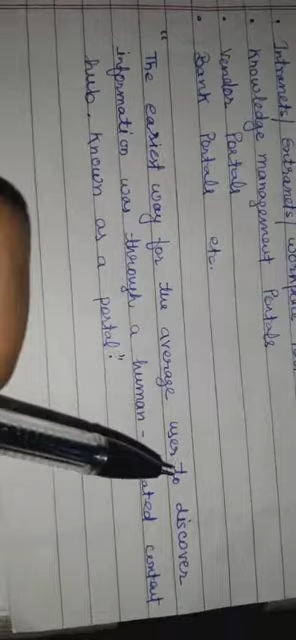 • Intranets/ Extranets/ workplace
• Knowledge management Portals
• Vendor Portals
• Bank Portals etc.
"The easiest way for the average user to discover
information was through a human- ated content
hub, known as a portal"